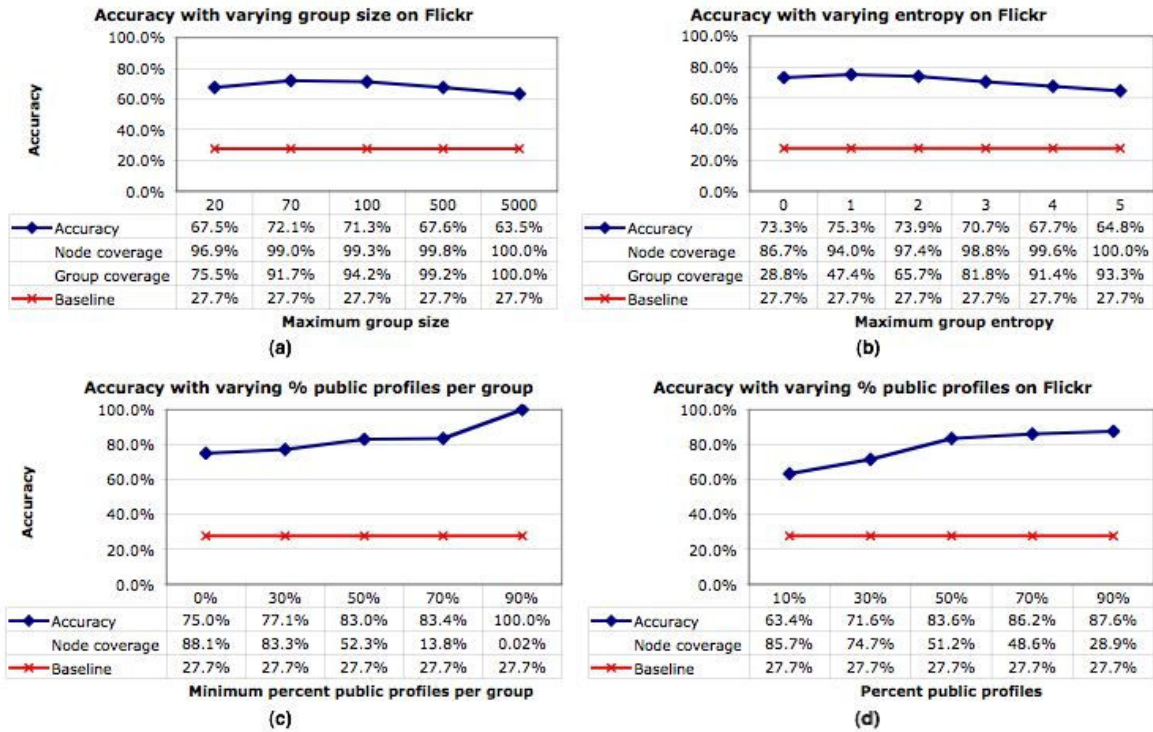 Accuracy with varying group size on Flickr
Accuracy
100.0%
80.0%
60.0%
40.0%
20.0%
0.0%
20 70 100 500 5000
Accuracy 67.5% 72.1% 71.3% 67.6% 63.5%
Node coverage 96.9% 99.0% 99.3% 99.8% 100.0%
Group coverage 75.5% 91.7% 94.2% 99.2% 100.0%
Baseline 27.7% 27.7% 27.7% 27.7% 27.7%
Maximum group size
(a)
Accuracy with varying entropy on Flickr
100.0%
80.0%
60.0%
40.0%
20.0%
0.0%
0 1 2 3 4 5
Accuracy 73.3% 75.3% 73.9% 70.7% 67.7% 64.8%
Node coverage 86.7% 94.0% 97.4% 98.8% 99.6% 100.0%
Group coverage 28.8% 47.4% 65.7% 81.8% 91.4% 93.3%
Baseline 27.7% 27.7% 27.7% 27.7% 27.7% 27.7%
Maximum group entropy
(b)
Accuracy with varying % public profiles per group
Accuracy
100.0%
80.0%
60.0%
40.0%
20.0%
0.0%
0% 30% 50% 70% 90%
Accuracy 75.0% 77.1% 83.0% 83.4% 100.0%
Node coverage 88.1% 83.3% 52.3% 13.8% 0.02%
Baseline 27.7% 27.7% 27.7% 27.7% 27.7%
Minimum percent public profiles per group
(c)
Accuracy with varying % public profiles on Flickr
100.0%
80.0%
60.0%
40.0%
20.0%
0.0%
10% 30% 50% 70% 90%
Accuracy 63.4% 71.6% 83.6% 86.2% 87.6%
Node coverage 85.7% 74.7% 51.2% 48.6% 28.9%
Baseline 27.7% 27.7% 27.7% 27.7% 27.7%
Percent public profiles
(d)